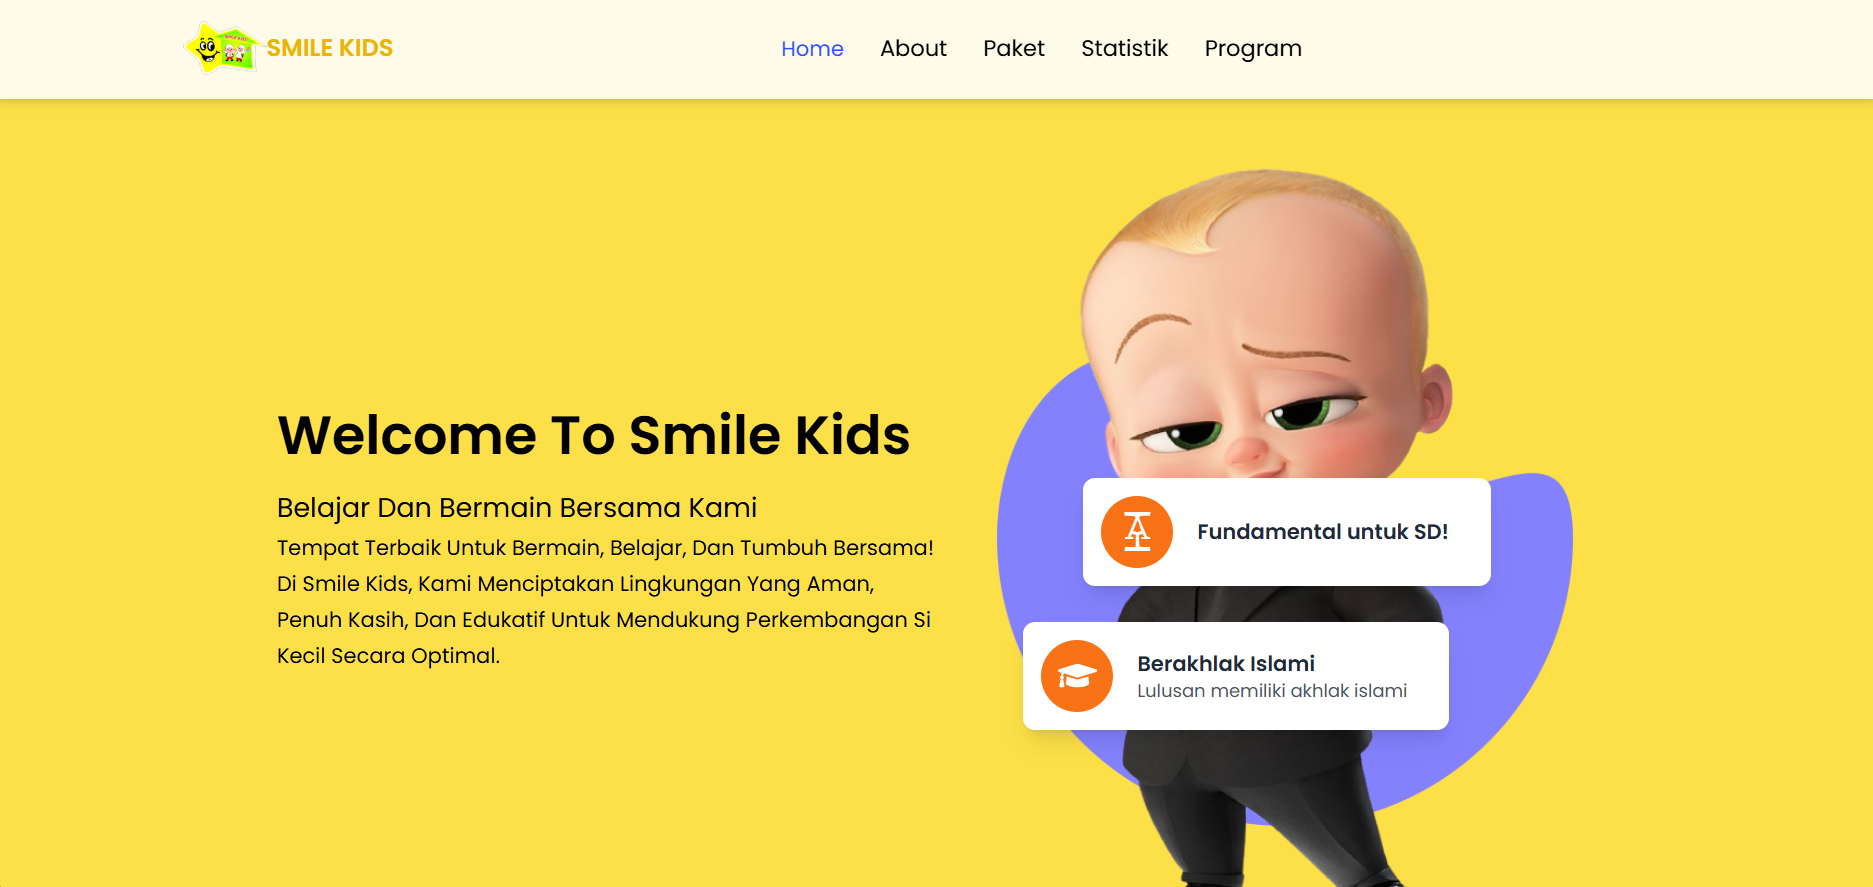 SMILE KIDS
Home
About
Paket
Statistik
Program
Welcome To Smile Kids
Belajar Dan Bermain Bersama Kami
Tempat Terbaik Untuk Bermain, Belajar, Dan Tumbuh Bersama!
Di Smile Kids, Kami Menciptakan Lingkungan Yang Aman,
Penuh Kasih, Dan Edukatif Untuk Mendukung Perkembangan Si
Kecil Secara Optimal.
Fundamental untuk SD!
Berakhlak Islami
Lulusan memiliki akhlak islami